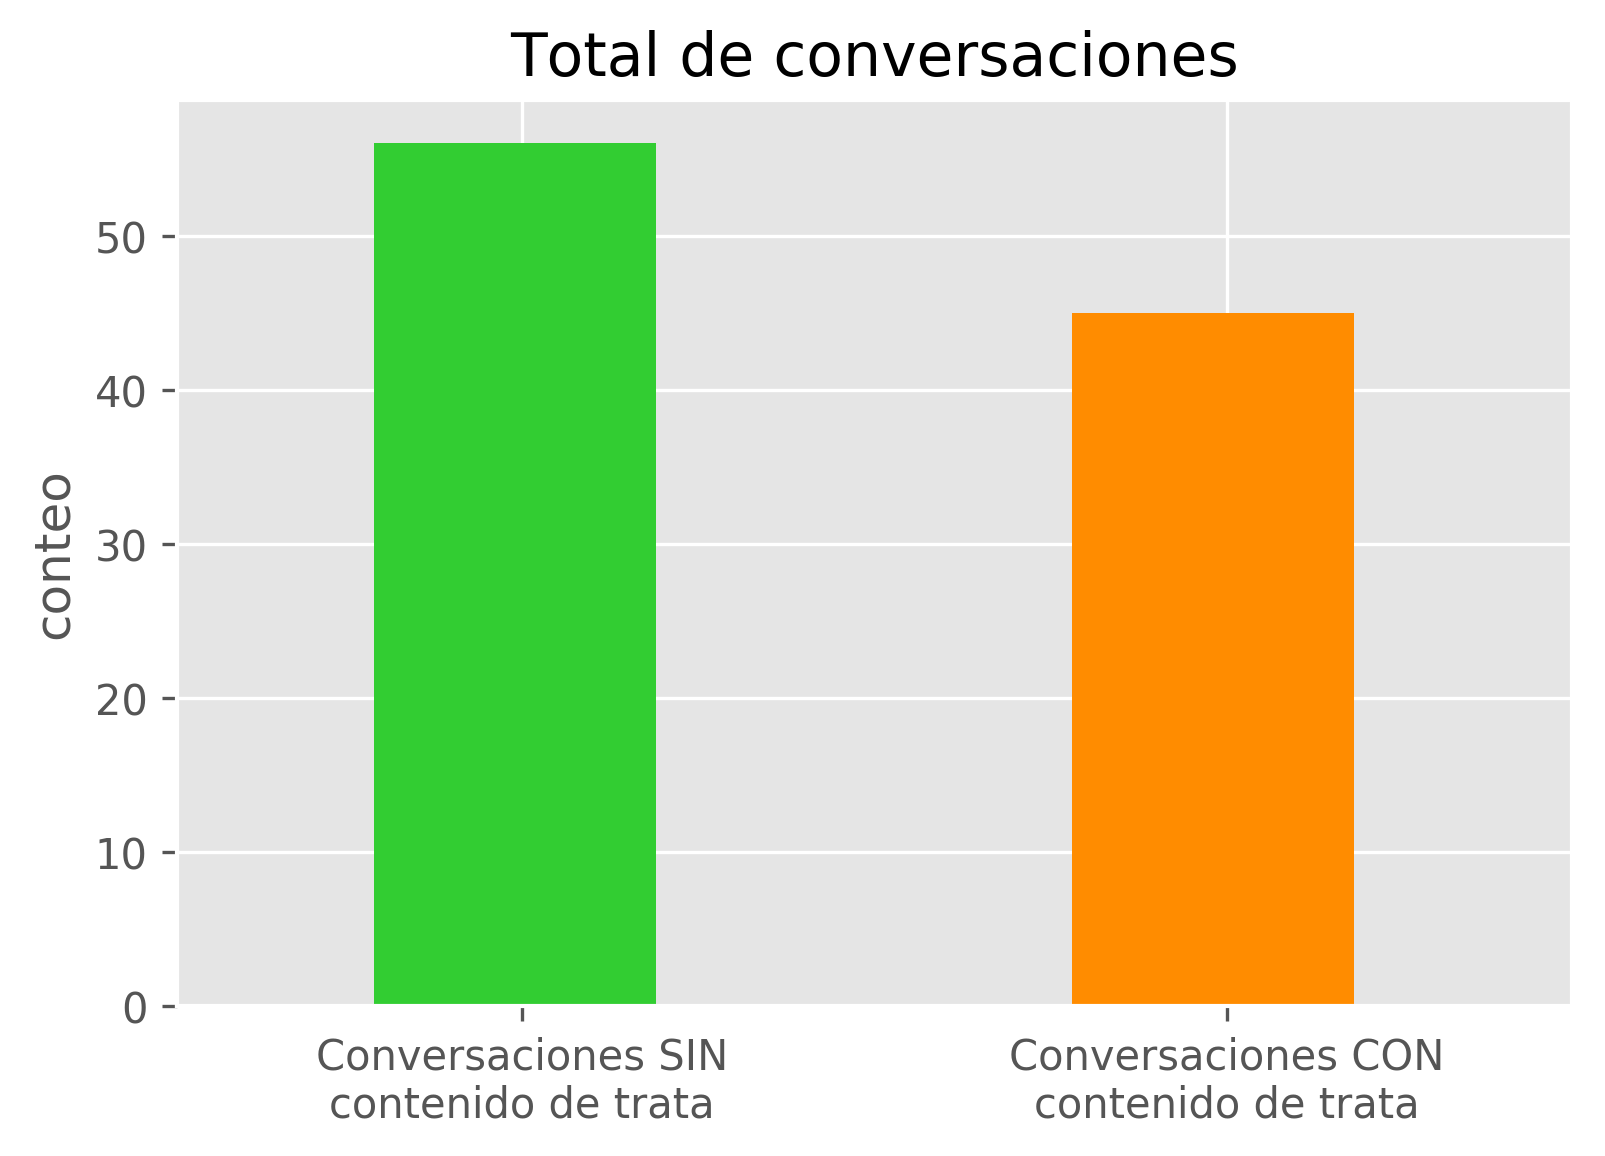 Total de conversaciones
conteo
50
40
30
20
10
0
Conversaciones SIN
contenido de trata
Conversaciones CON
contenido de trata